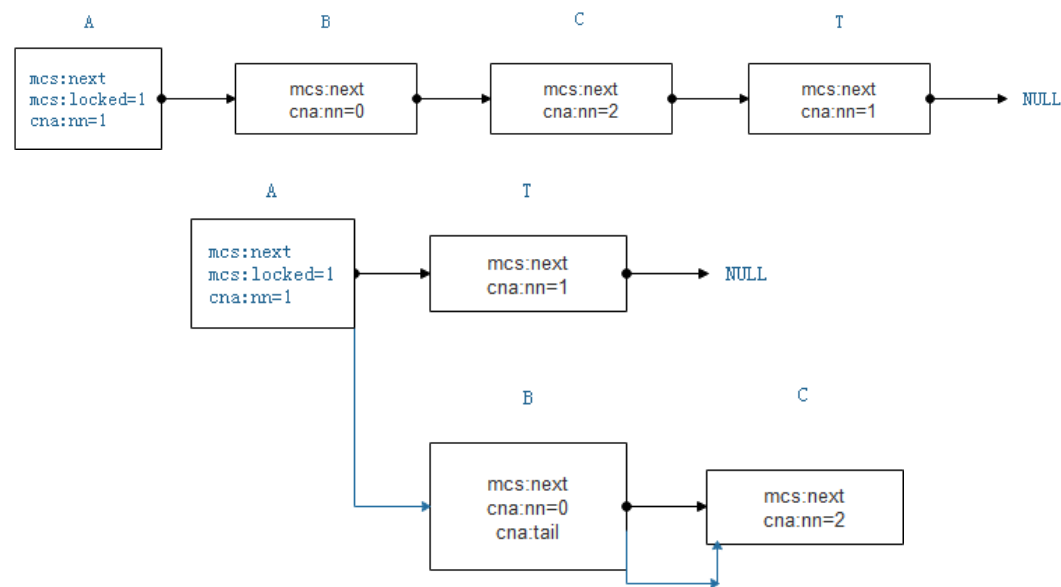 A
B
C
T
mcs:next
mcs:locked=1
cna:nn=1
mcs:next
cna:nn=0
mcs:next
cna:nn=2
mcs:next
cna:nn=1
NULL
A
T
mcs:next
mcs:locked=1
cna:nn=1
mcs:next
cna:nn=1
NULL
B
C
mcs:next
cna:nn=0
cna:tail
mcs:next
cna:nn=2